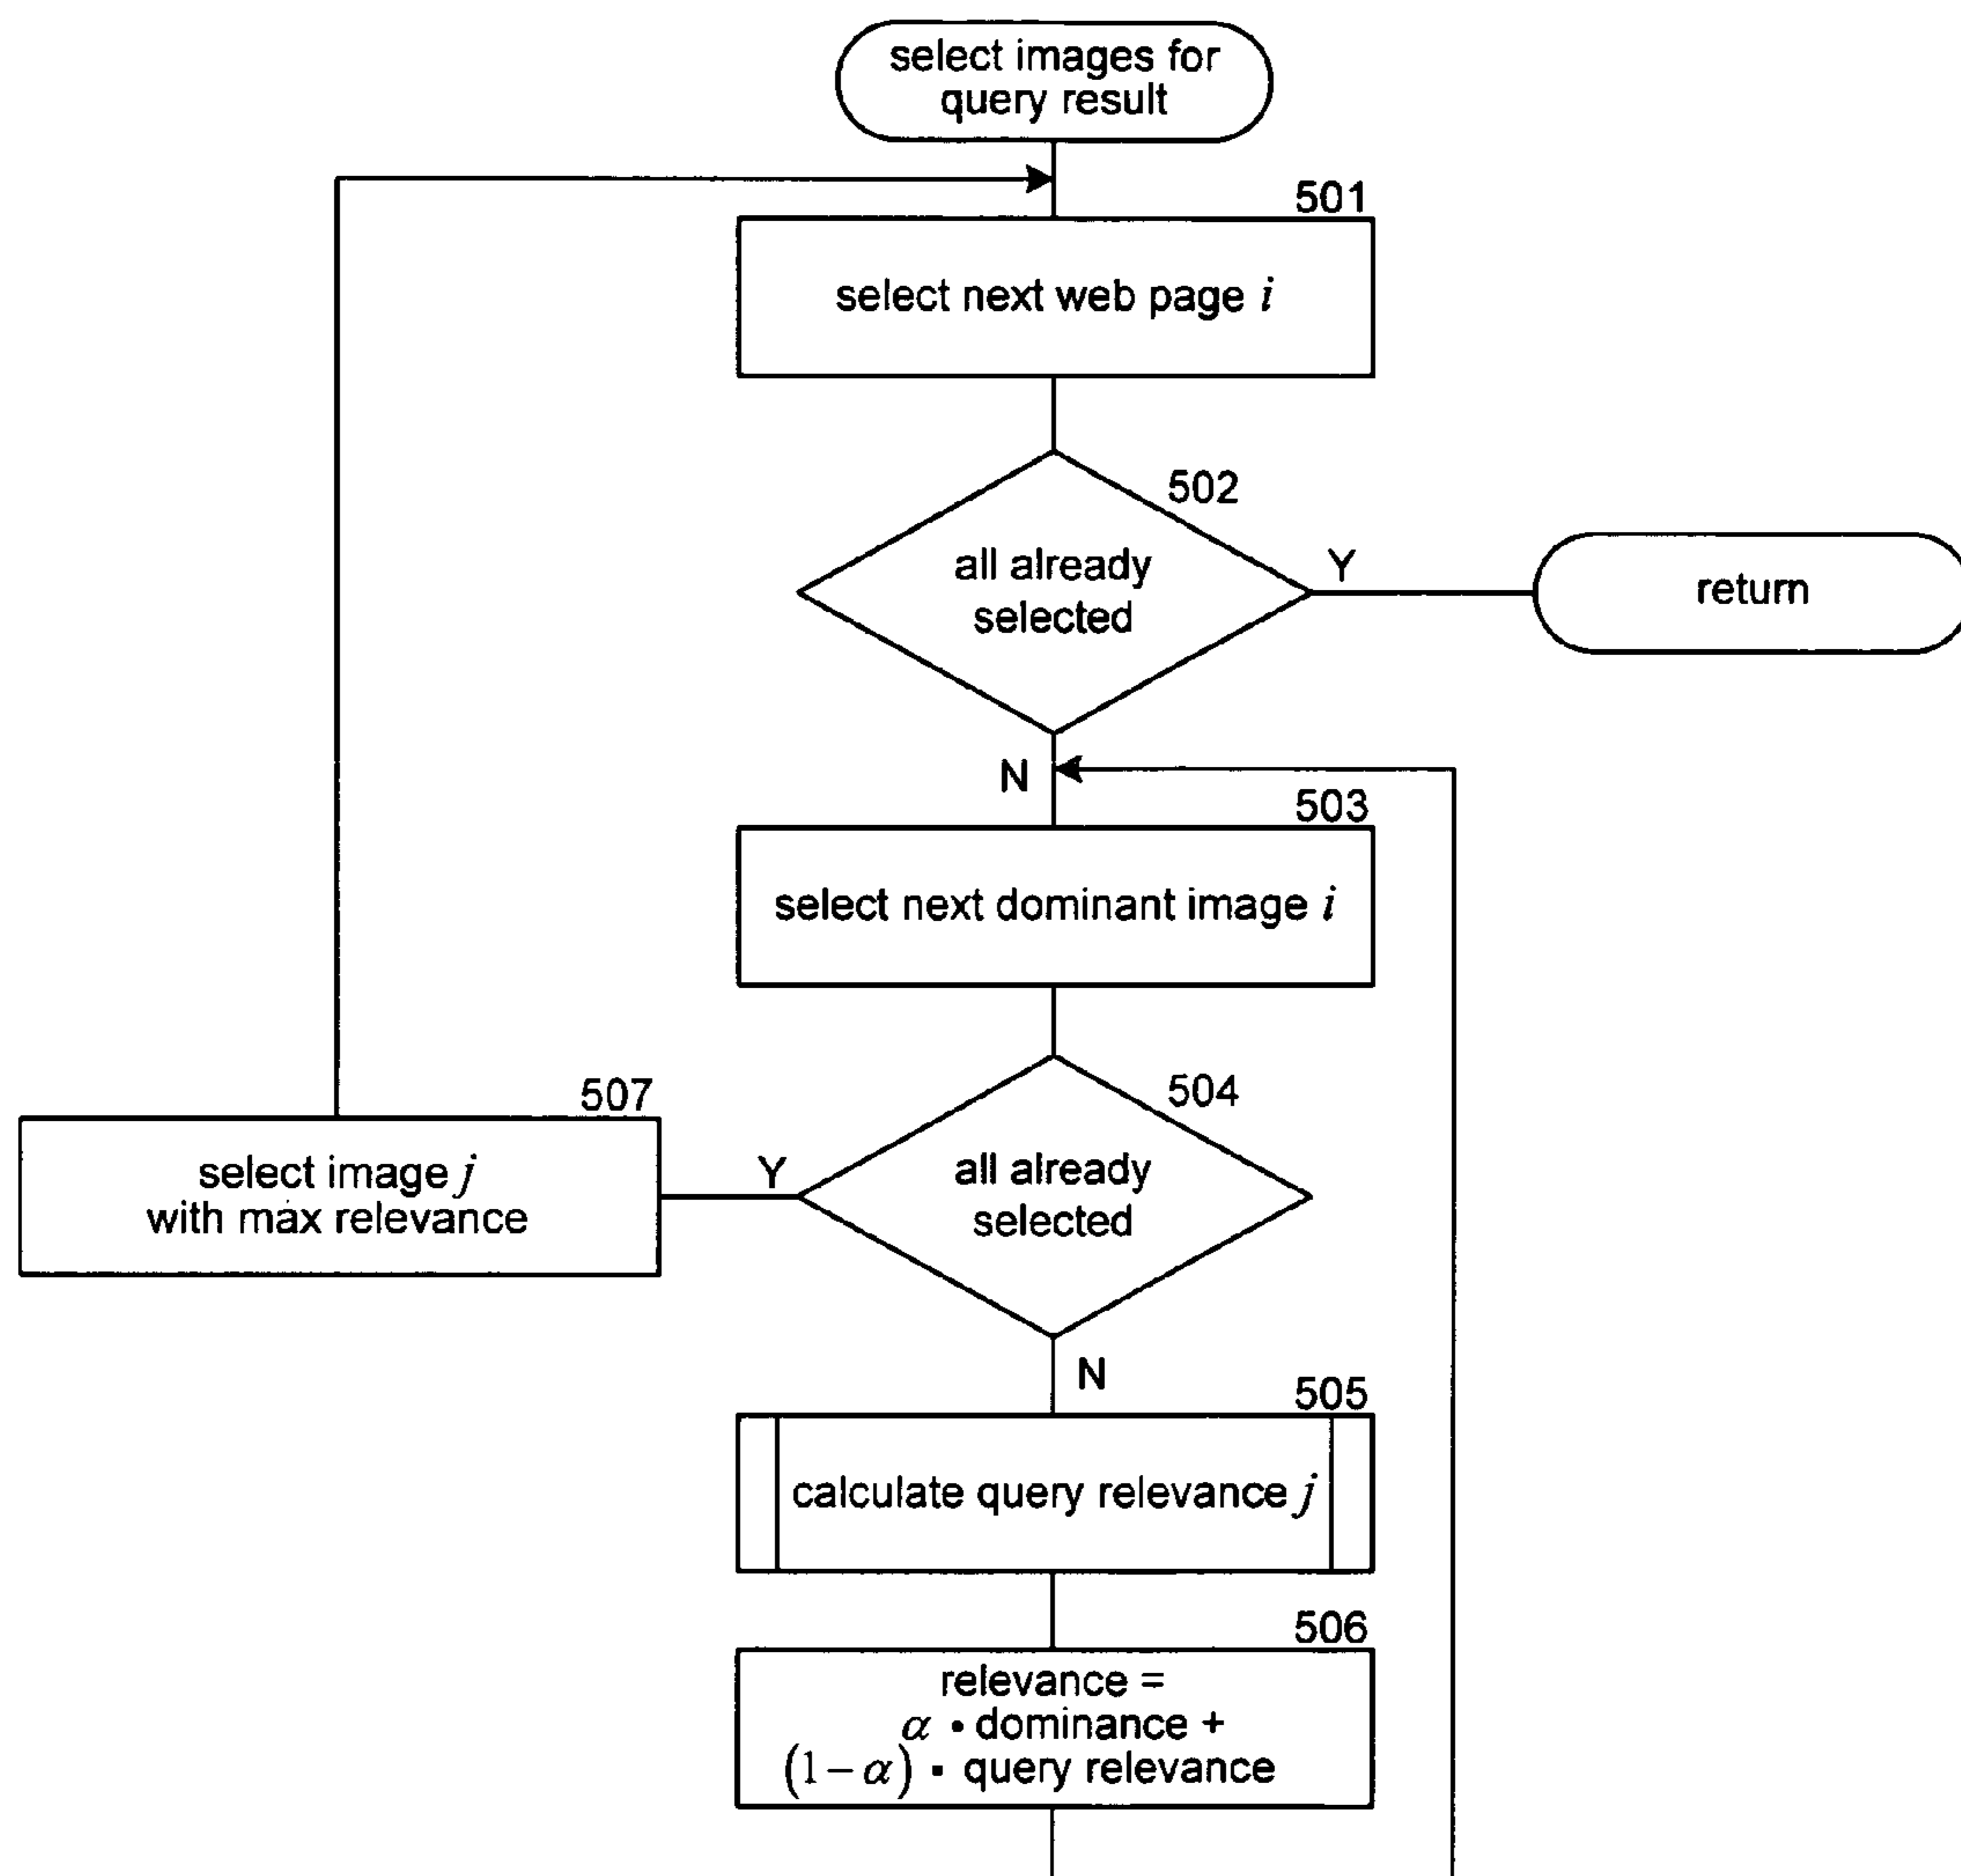 select images for
query result
501
select next web page i
502
all already
selected
Y
return
N
503
select next dominant image i
504
all already
selected
Y
507
select image j
with max relevance
N
505
calculate query relevance j
506
relevance =
α • dominance +
(1 − α) ▪ query relevance